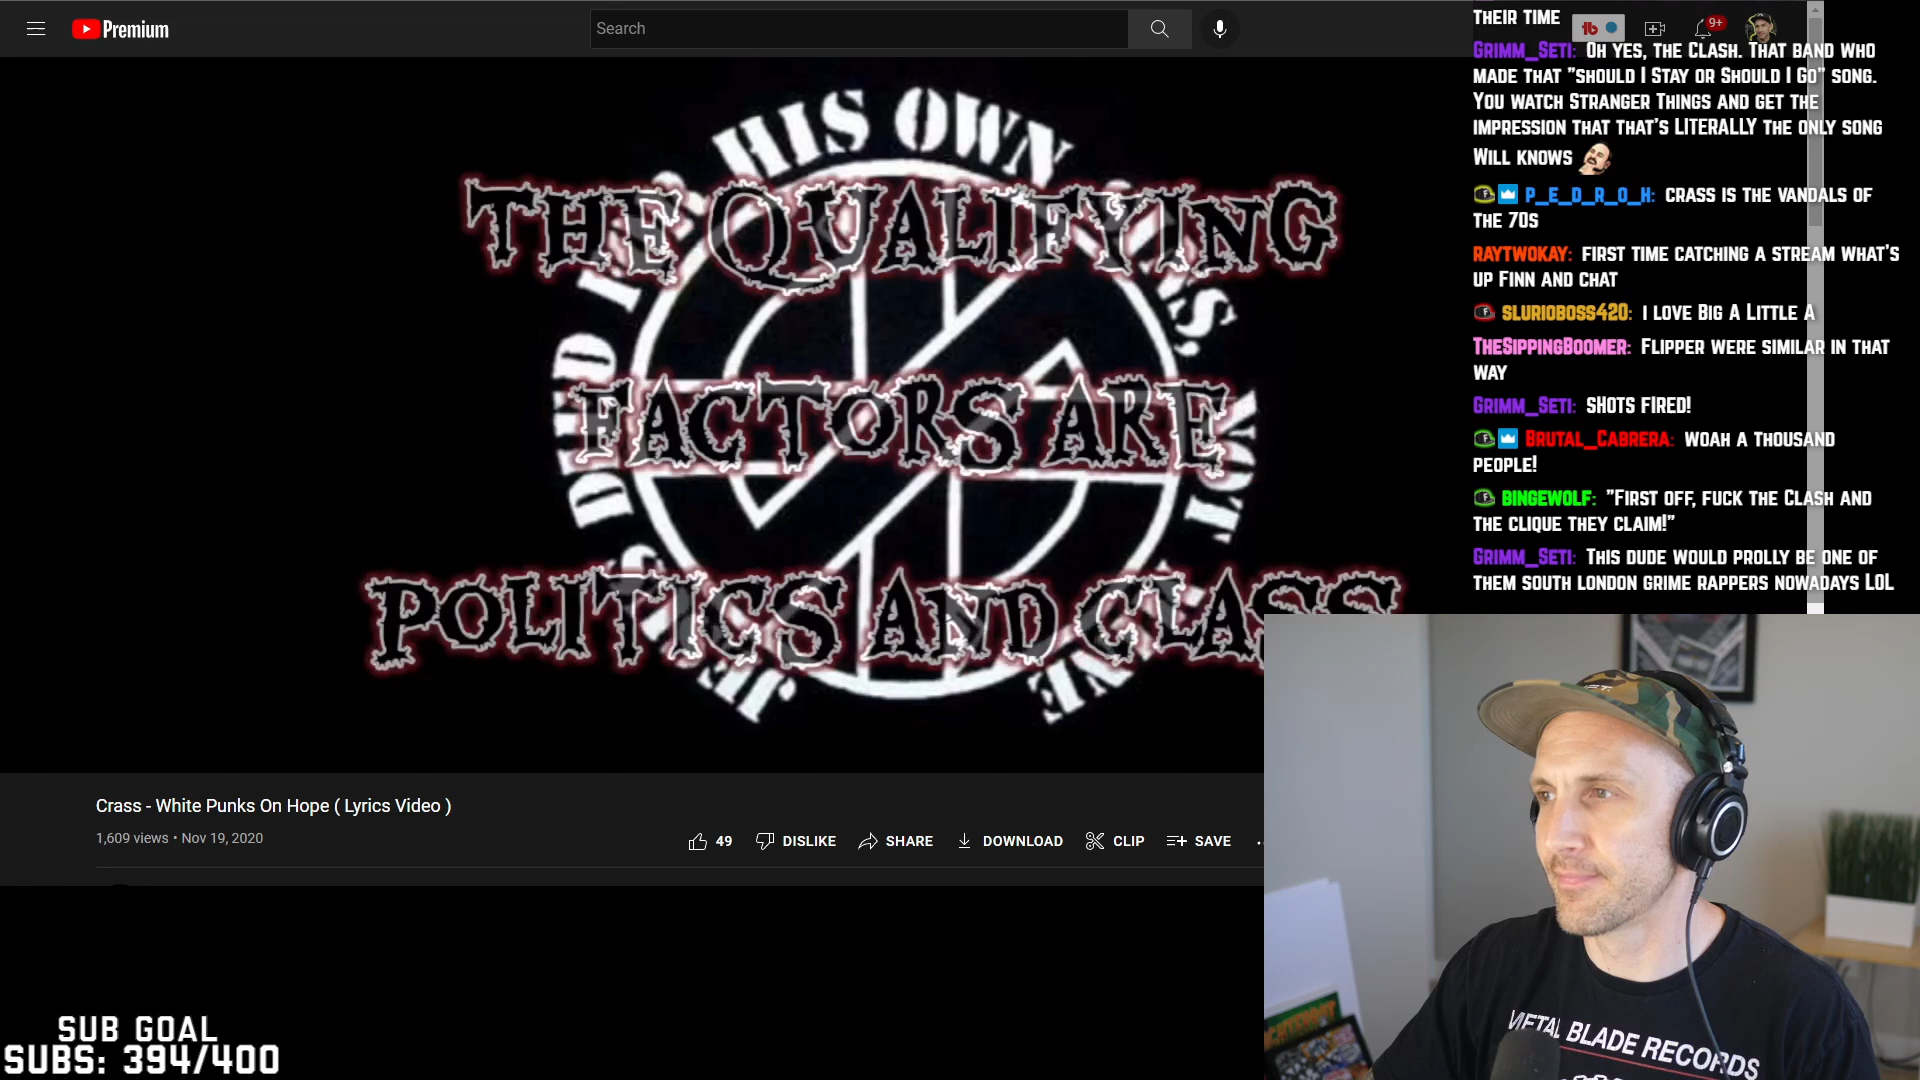 Premium
Search
9+
HIS OWN
DIED
NOT
THE QUALIFYING
FACTORS ARE
POLITICS AND CLASS
Crass - White Punks On Hope ( Lyrics Video )
1,609 views • Nov 19, 2020
49
DISLIKE
SHARE
DOWNLOAD
CLIP
SAVE
SUB GOAL
SUBS: 394/400
THEIR TIME
GRIMM_SETI: OH YES, THE CLASH. THAT BAND WHO
MADE THAT "SHOULD I STAY OR SHOULD I GO" SONG.
YOU WATCH STRANGER THINGS AND GET THE
IMPRESSION THAT THAT'S LITERALLY THE ONLY SONG
WILL KNOWS
P_E_D_R_O_H: CRASS IS THE VANDALS OF
THE 70S
RAYTWOKAY: FIRST TIME CATCHING A STREAM WHAT'S
UP FINN AND CHAT
SLURIOBOSS420: I LOVE BIG A LITTLE A
THESIPPINGBOOMER: FLIPPER WERE SIMILAR IN THAT
WAY
GRIMM_SETI: SHOTS FIRED!
BRUTAL_CABRERA: WOAH A THOUSAND
PEOPLE!
BINGEWOLF: "FIRST OFF, FUCK THE CLASH AND
THE CLIQUE THEY CLAIM!"
GRIMM_SETI: THIS DUDE WOULD PROLLY BE ONE OF
THEM SOUTH LONDON GRIME RAPPERS NOWADAYS LOL
METAL BLADE RECORDS